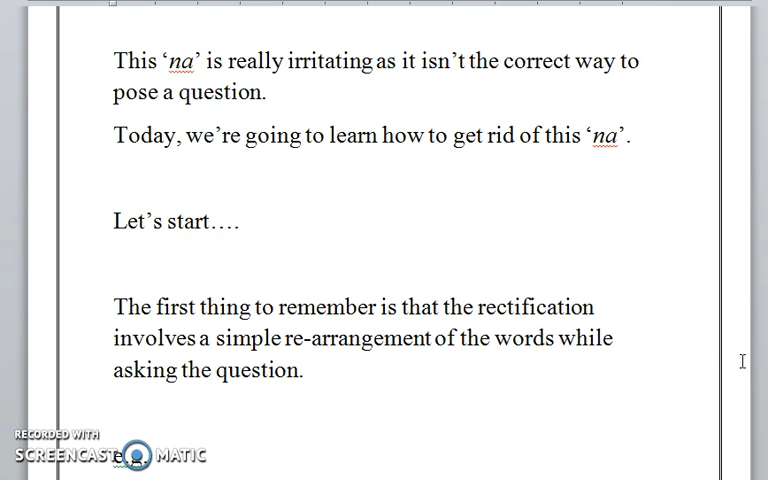 This ‘na’ is really irritating as it isn’t the correct way to
pose a question.
Today, we’re going to learn how to get rid of this ‘na’.
Let’s start….
The first thing to remember is that the rectification
involves a simple re-arrangement of the words while
asking the question.
RECORDED WITH
SCREENCAST MATIC
e.g.